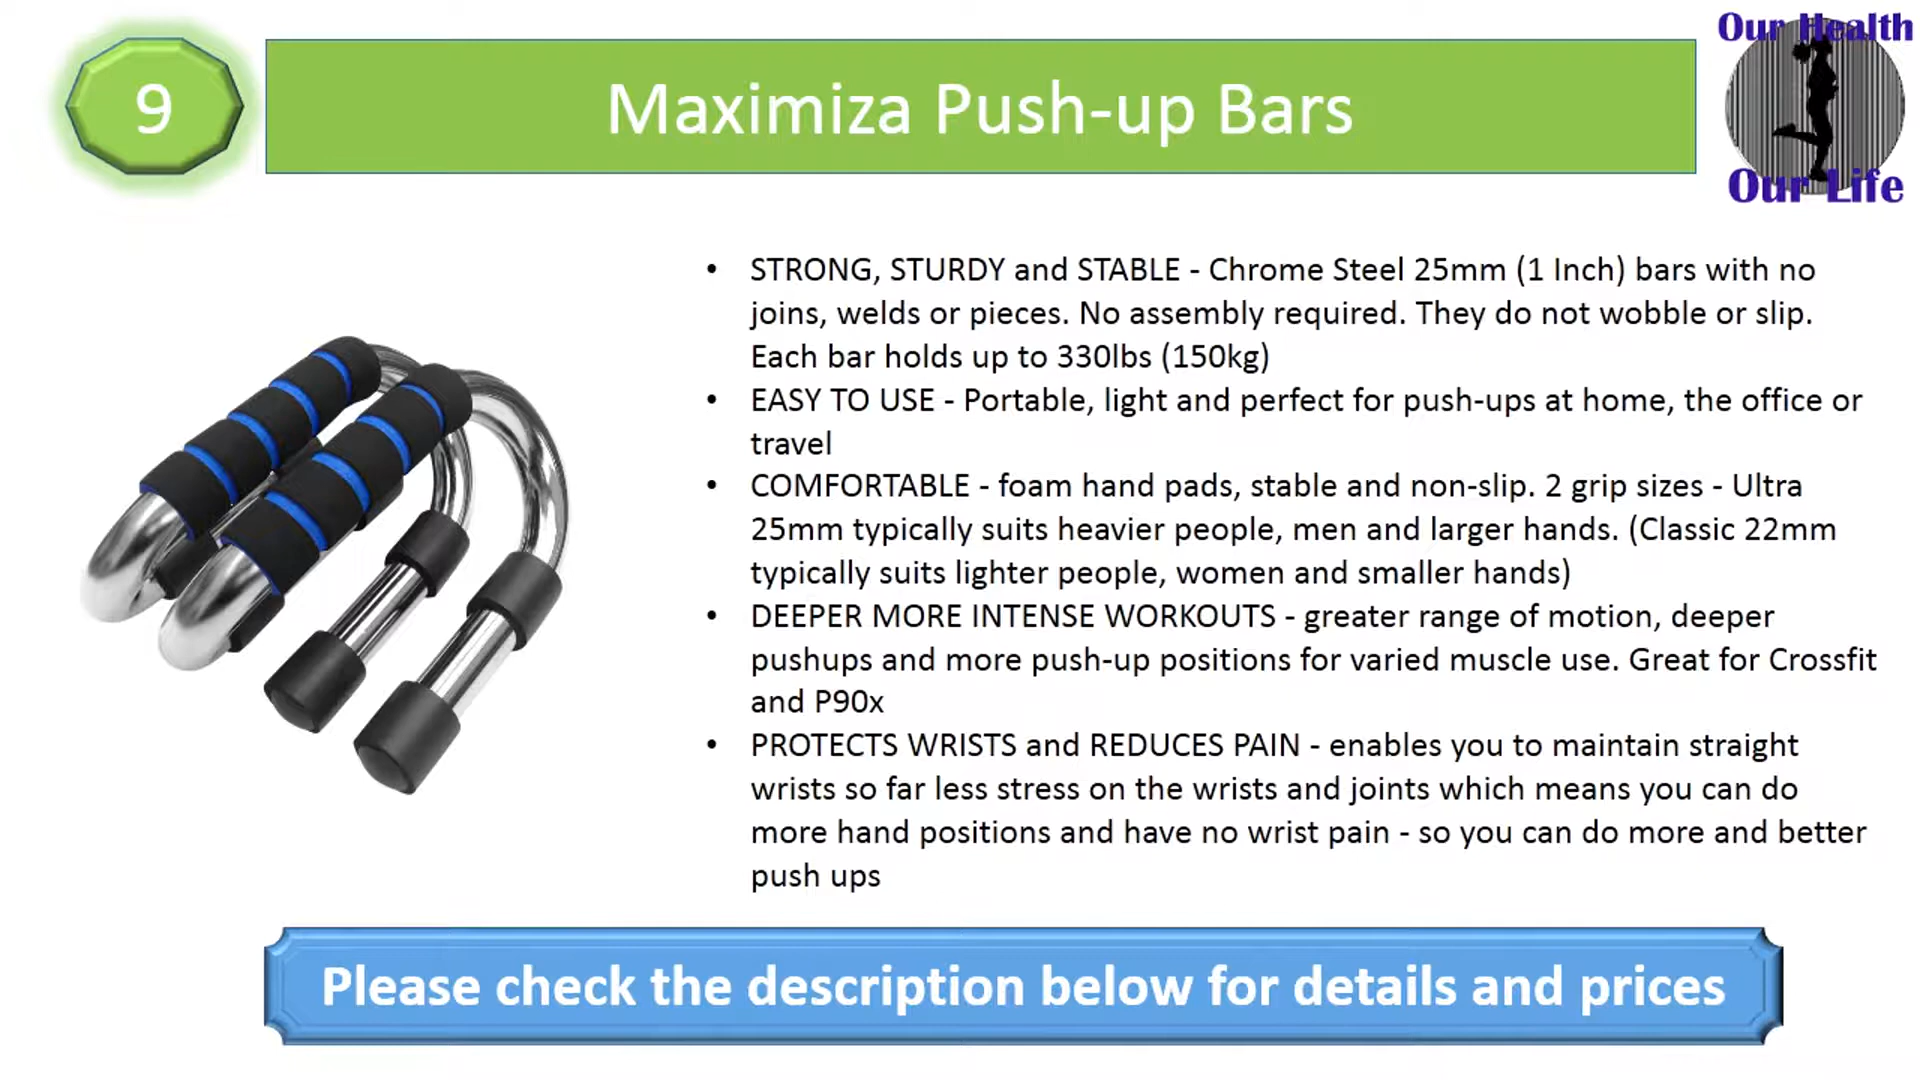 9
Maximiza Push-up Bars
Our Health
Our Life
• STRONG, STURDY and STABLE - Chrome Steel 25mm (1 Inch) bars with no
joins, welds or pieces. No assembly required. They do not wobble or slip.
Each bar holds up to 330lbs (150kg)
• EASY TO USE - Portable, light and perfect for push-ups at home, the office or
travel
• COMFORTABLE - foam hand pads, stable and non-slip. 2 grip sizes - Ultra
25mm typically suits heavier people, men and larger hands. (Classic 22mm
typically suits lighter people, women and smaller hands)
• DEEPER MORE INTENSE WORKOUTS - greater range of motion, deeper
pushups and more push-up positions for varied muscle use. Great for Crossfit
and P90x
• PROTECTS WRISTS and REDUCES PAIN - enables you to maintain straight
wrists so far less stress on the wrists and joints which means you can do
more hand positions and have no wrist pain - so you can do more and better
push ups
Please check the description below for details and prices